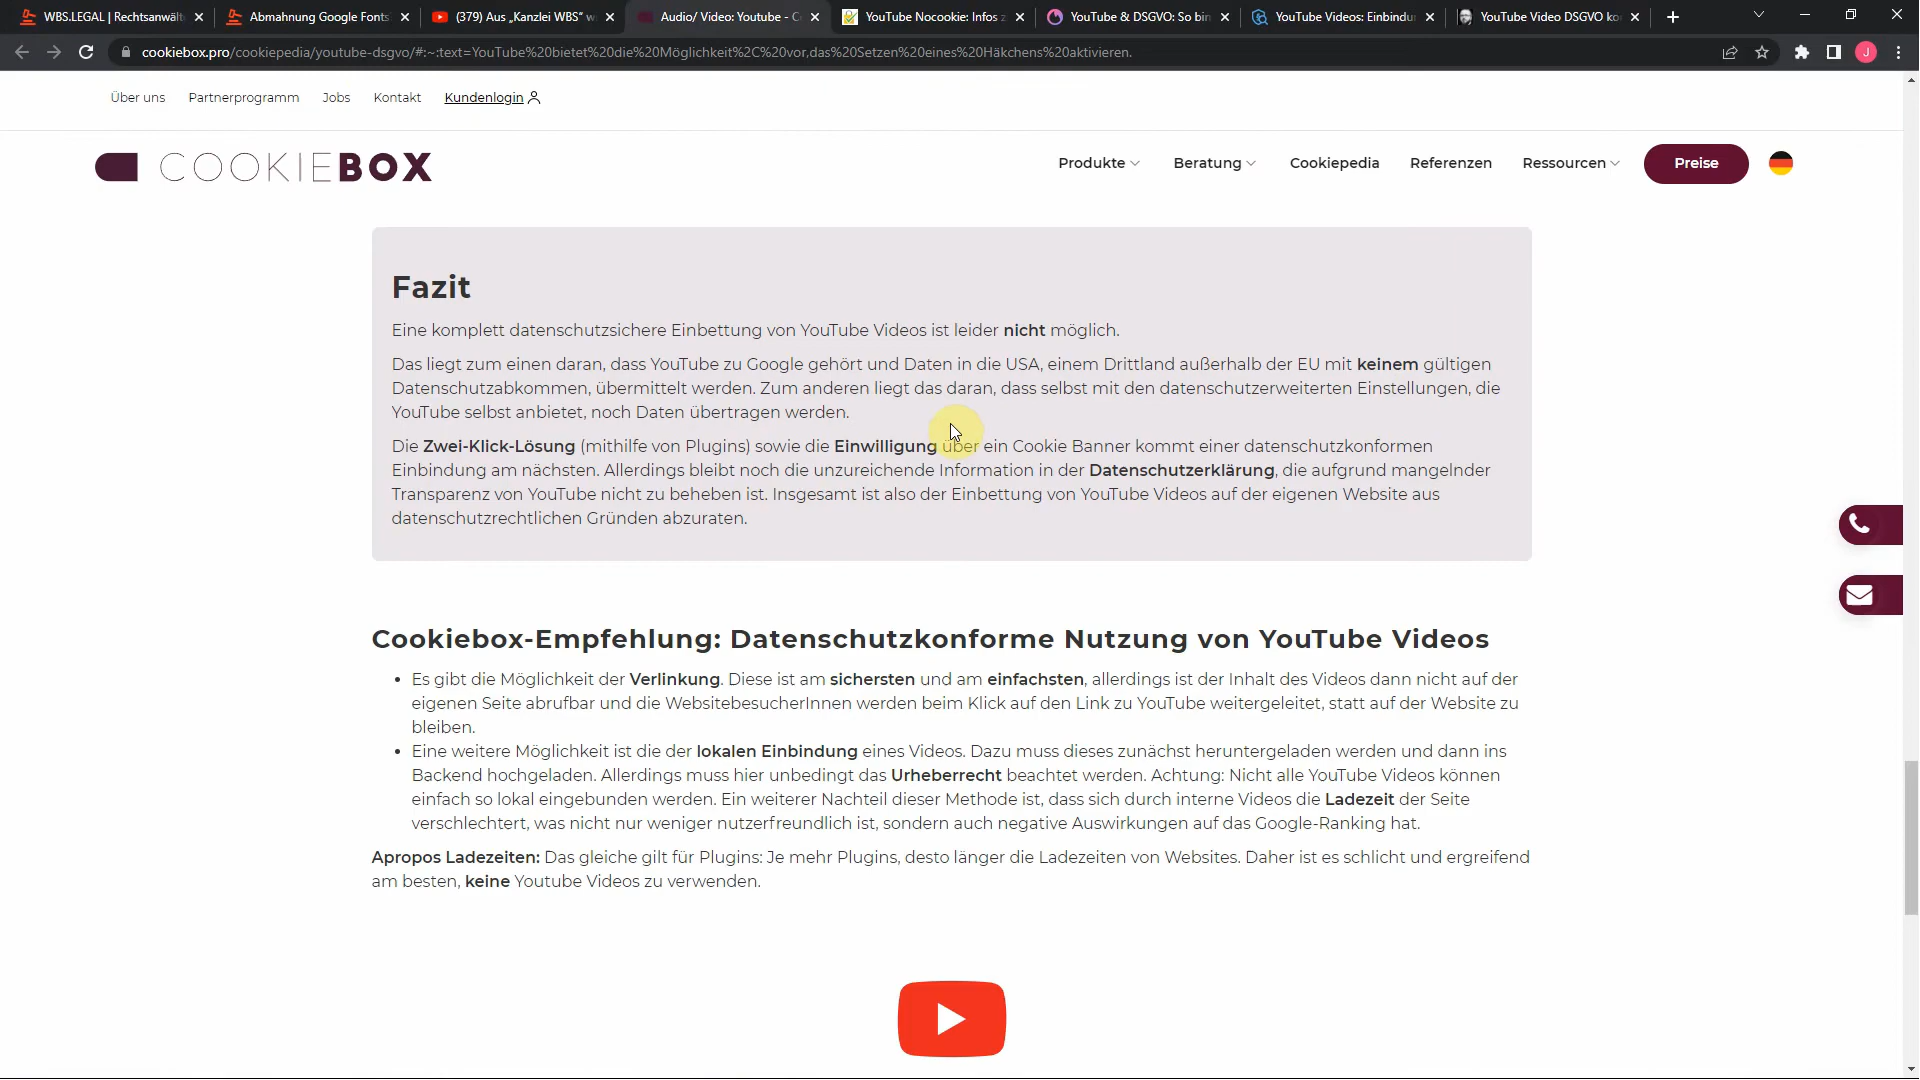 WBS.LEGAL | Rechtsanwält
Abmahnung Google Fonts
(379) Aus „Kanzlei WBS" w
Audio/ Video: Youtube - C
YouTube Nocookie: Infos z
YouTube & DSGVO: So bin
YouTube Videos: Einbindu
YouTube Video DSGVO ko
cookiebox.pro/cookiepedia/youtube-dsgvo/#:~:text=YouTube%20bietet%20die%20Möglichkeit%2C%20vor,das%20Setzen%20eines%20Häkchens%20aktivieren.
J
Über uns
Partnerprogramm
Jobs
Kontakt
Kundenlogin
COOKIEBOX
Produkte
Beratung
Cookiepedia
Referenzen
Ressourcen
Preise
Fazit
Eine komplett datenschutzsichere Einbettung von YouTube Videos ist leider nicht möglich.
Das liegt zum einen daran, dass YouTube zu Google gehört und Daten in die USA, einem Drittland außerhalb der EU mit keinem gültigen
Datenschutzabkommen, übermittelt werden. Zum anderen liegt das daran, dass selbst mit den datenschutzerweiterten Einstellungen, die
YouTube selbst anbietet, noch Daten übertragen werden.
Die Zwei-Klick-Lösung (mithilfe von Plugins) sowie die Einwilligung über ein Cookie Banner kommt einer datenschutzkonformen
Einbindung am nächsten. Allerdings bleibt noch die unzureichende Information in der Datenschutzerklärung, die aufgrund mangelnder
Transparenz von YouTube nicht zu beheben ist. Insgesamt ist also der Einbettung von YouTube Videos auf der eigenen Website aus
datenschutzrechtlichen Gründen abzuraten.
Cookiebox-Empfehlung: Datenschutzkonforme Nutzung von YouTube Videos
• Es gibt die Möglichkeit der Verlinkung. Diese ist am sichersten und am einfachsten, allerdings ist der Inhalt des Videos dann nicht auf der
eigenen Seite abrufbar und die WebsitebesucherInnen werden beim Klick auf den Link zu YouTube weitergeleitet, statt auf der Website zu
bleiben.
• Eine weitere Möglichkeit ist die der lokalen Einbindung eines Videos. Dazu muss dieses zunächst heruntergeladen werden und dann ins
Backend hochgeladen. Allerdings muss hier unbedingt das Urheberrecht beachtet werden. Achtung: Nicht alle YouTube Videos können
einfach so lokal eingebunden werden. Ein weiterer Nachteil dieser Methode ist, dass sich durch interne Videos die Ladezeit der Seite
verschlechtert, was nicht nur weniger nutzerfreundlich ist, sondern auch negative Auswirkungen auf das Google-Ranking hat.
Apropos Ladezeiten: Das gleiche gilt für Plugins: Je mehr Plugins, desto länger die Ladezeiten von Websites. Daher ist es schlicht und ergreifend
am besten, keine Youtube Videos zu verwenden.